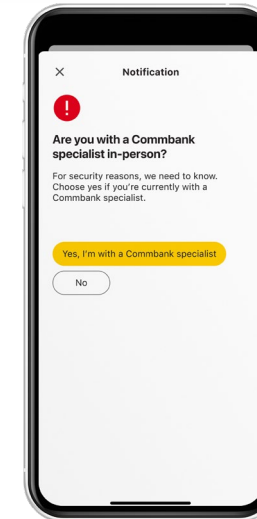 Notification
Are you with a Commbank
specialist in-person?
For security reasons, we need to know.
Choose yes if you're currently with a
Commbank specialist.
Yes, I'm with a Commbank specialist
No